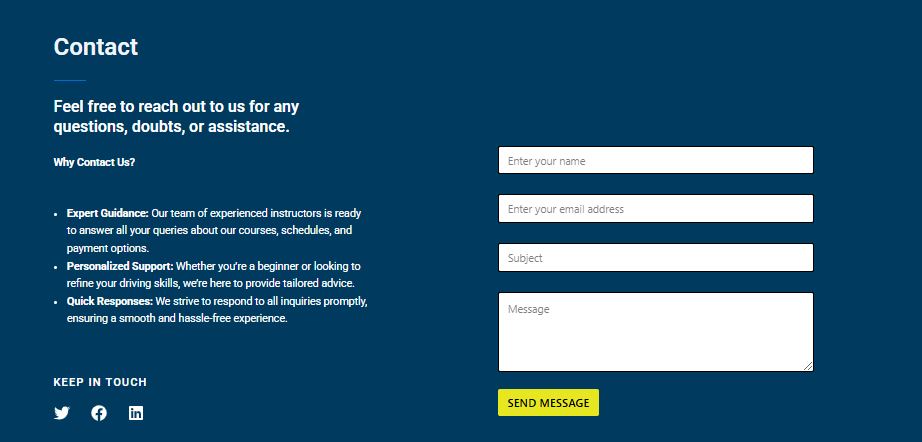 Contact
Feel free to reach out to us for any
questions, doubts, or assistance.
Why Contact Us?
• Expert Guidance: Our team of experienced instructors is ready
to answer all your queries about our courses, schedules, and
payment options.
• Personalized Support: Whether you're a beginner or looking to
refine your driving skills, we're here to provide tailored advice.
• Quick Responses: We strive to respond to all inquiries promptly,
ensuring a smooth and hassle-free experience.
KEEP IN TOUCH
Enter your name
Enter your email address
Subject
Message
SEND MESSAGE